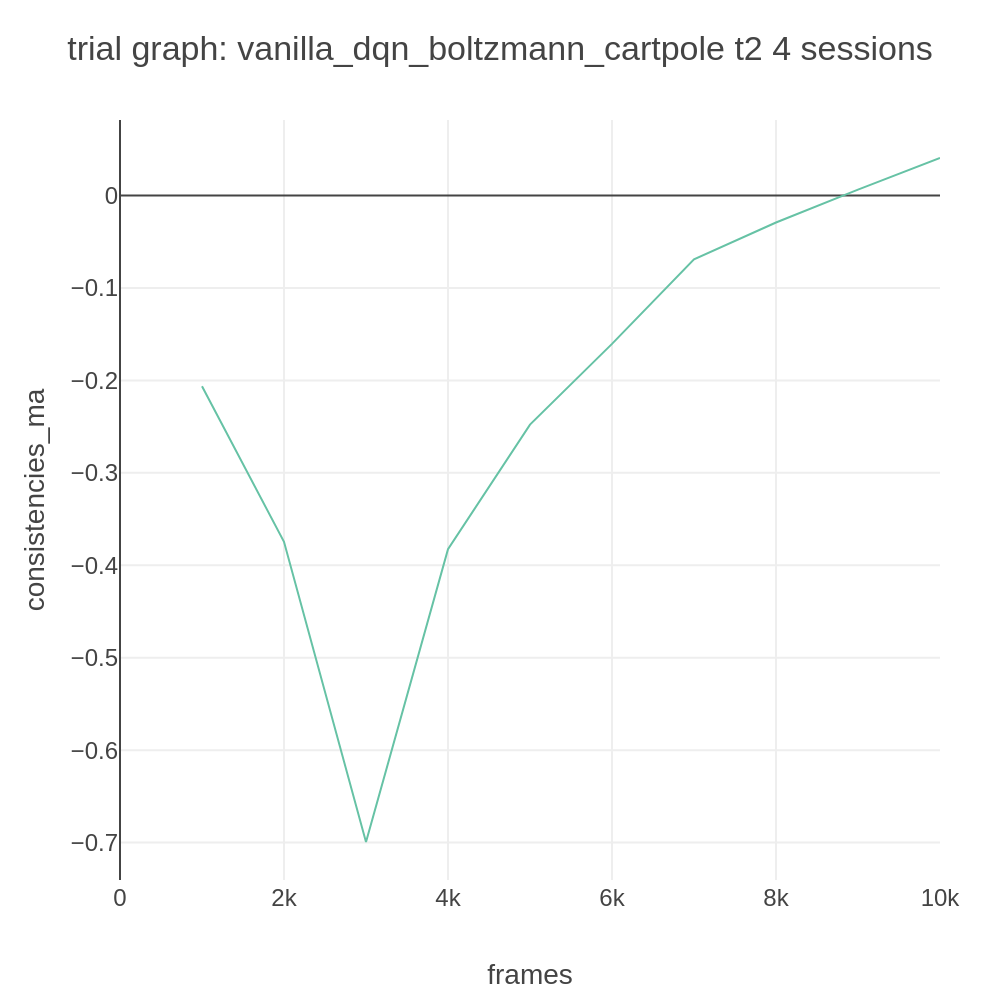 trial graph: vanilla_dqn_boltzmann_cartpole t2 4 sessions
consistencies_ma
0
−0.1
−0.2
−0.3
−0.4
−0.5
−0.6
−0.7
0
2k
4k
6k
8k
10k
frames